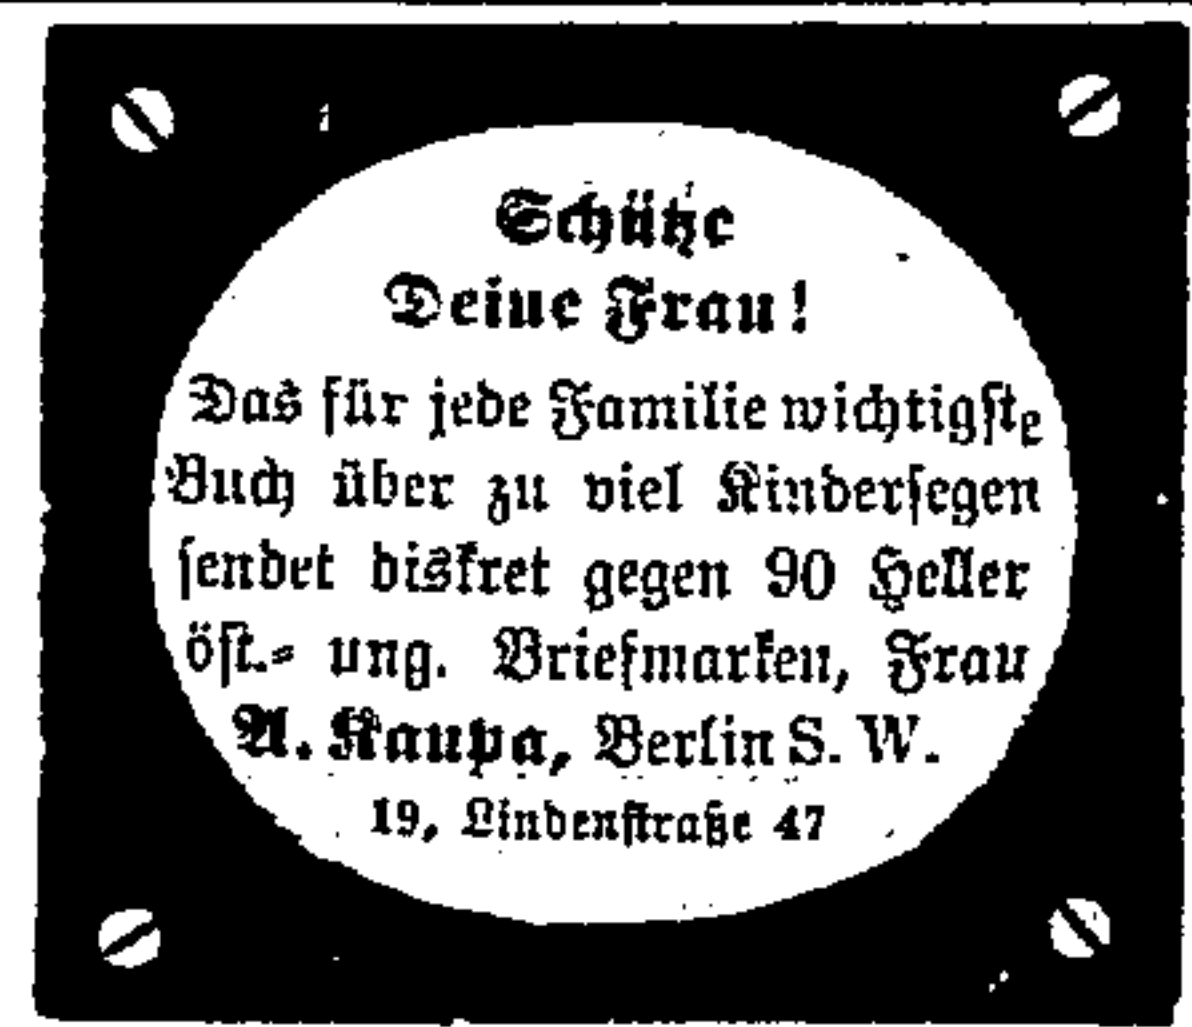 Schütze
Deine Frau!
Das für jede Familie wichtigste
Buch über zu viel Kindersegen
sendet diskret gegen 90 Heller
öst.- ung. Briefmarken, Frau
A. Kaupa, Berlin S. W.
19, Lindenstraße 47